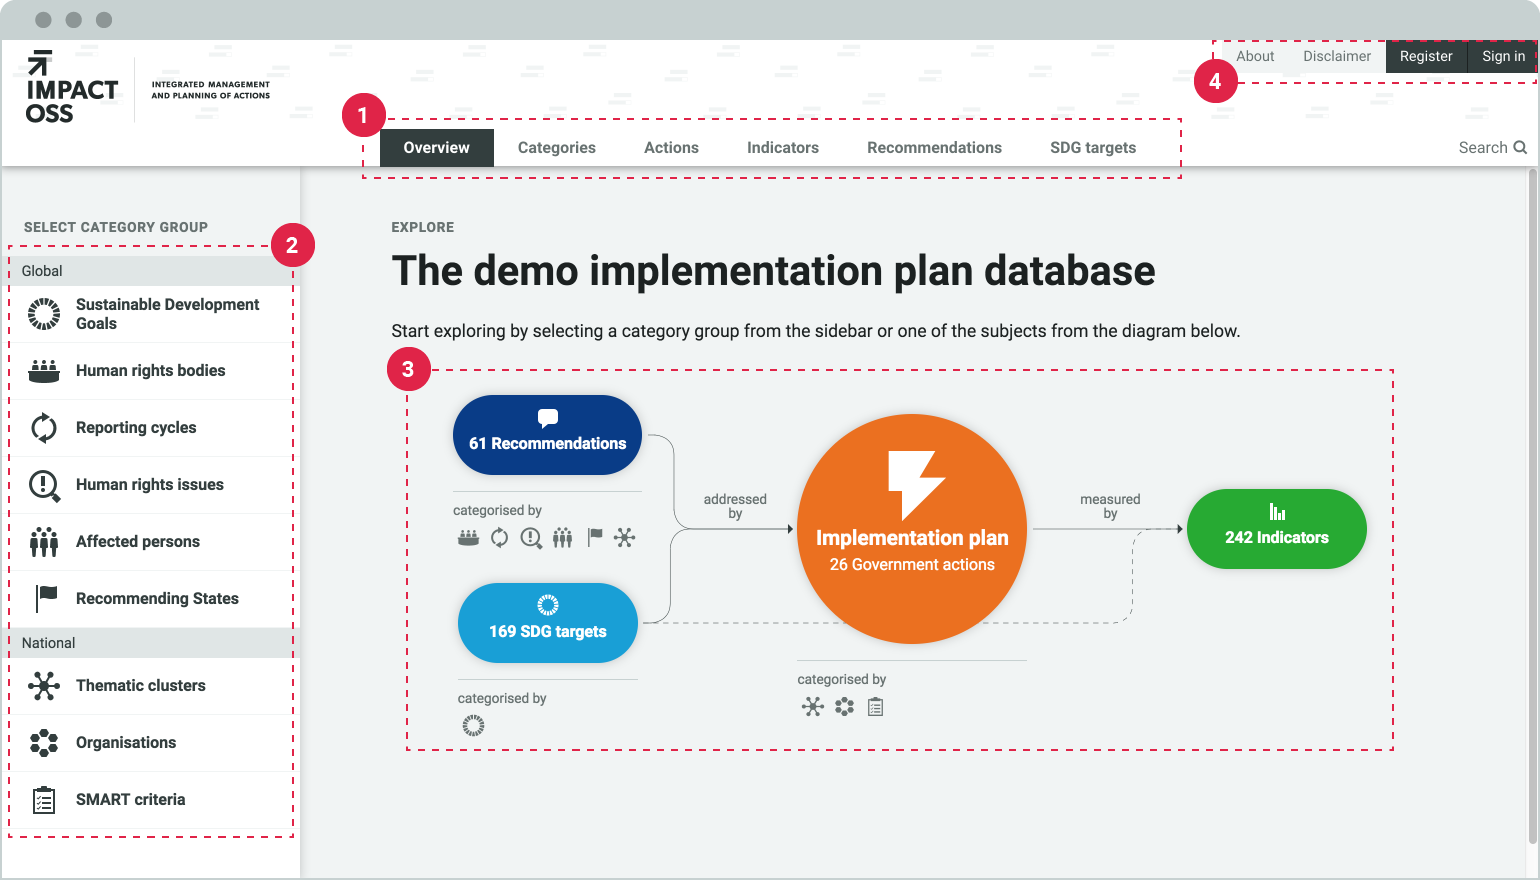 IMPACT
OSS
INTEGRATED MANAGEMENT
AND PLANNING OF ACTIONS
About Disclaimer Register Sign in
4
1
Overview Categories Actions Indicators Recommendations SDG targets
Search
SELECT CATEGORY GROUP
2
Global
Sustainable Development
Goals
Human rights bodies
Reporting cycles
Human rights issues
Affected persons
Recommending States
National
Thematic clusters
Organisations
SMART criteria
EXPLORE
The demo implementation plan database
Start exploring by selecting a category group from the sidebar or one of the subjects from the diagram below.
3
61 Recommendations
categorised by
169 SDG targets
categorised by
addressed
by
Implementation plan
26 Government actions
categorised by
measured
by
242 Indicators